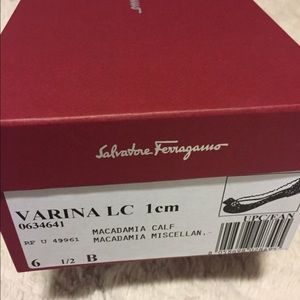 Salvatore Ferragamo
VARINA LC 1cm
0634641
MACADAMIA CALF
RF U 49961 MACADAMIA MISCELLAN.-
UPC/EAN
6 1/2 B